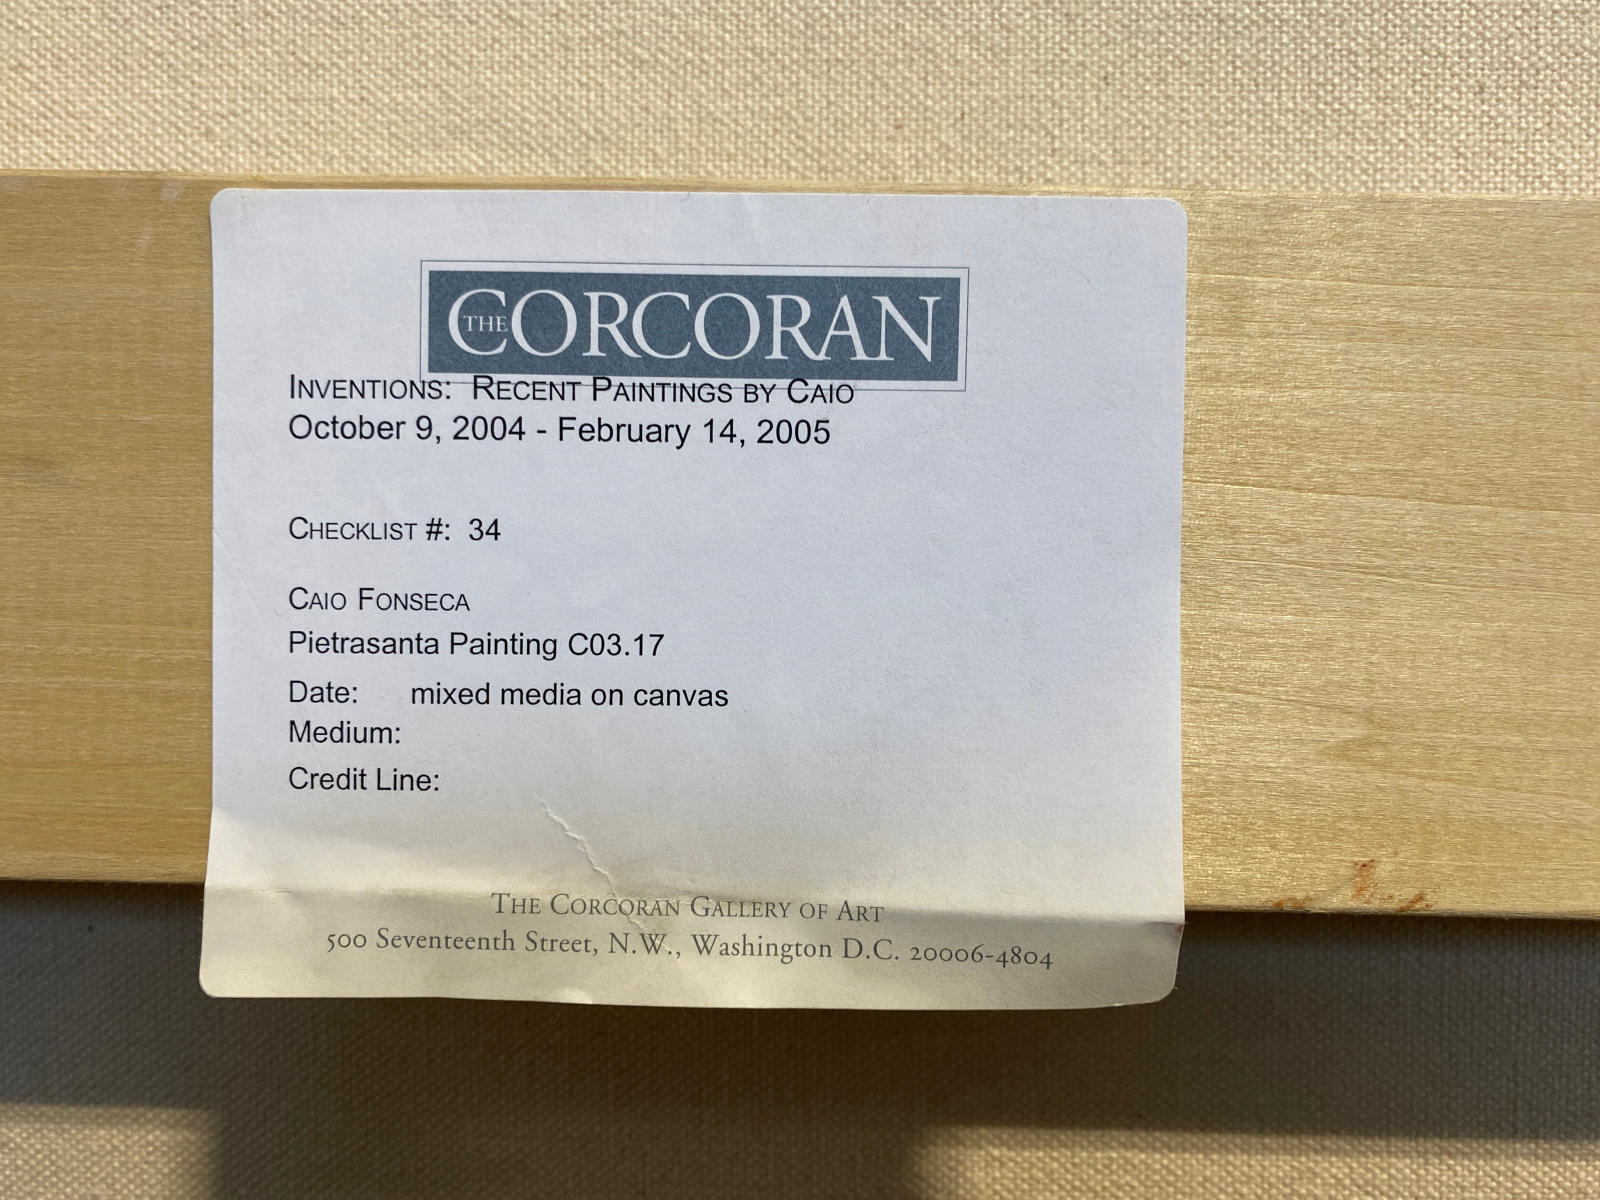 THE CORCORAN
INVENTIONS: RECENT PAINTINGS BY CAIO
October 9, 2004 - February 14, 2005
CHECKLIST #: 34
CAIO FONSECA
Pietrasanta Painting C03.17
Date: mixed media on canvas
Medium:
Credit Line:
THE CORCORAN GALLERY OF ART
500 Seventeenth Street, N.W., Washington D.C. 20006-4804